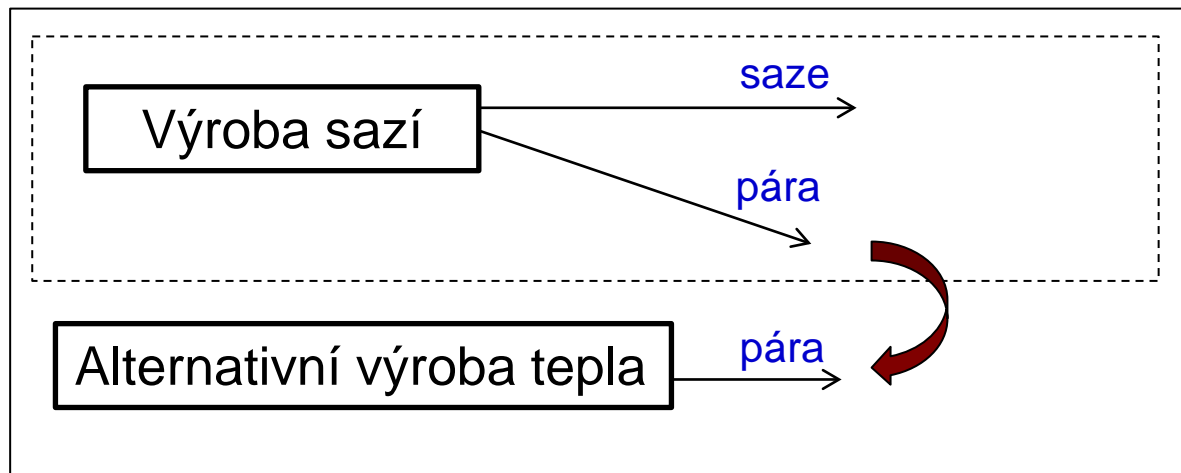 saze
Výroba sazí
pára
Alternativní výroba tepla
pára